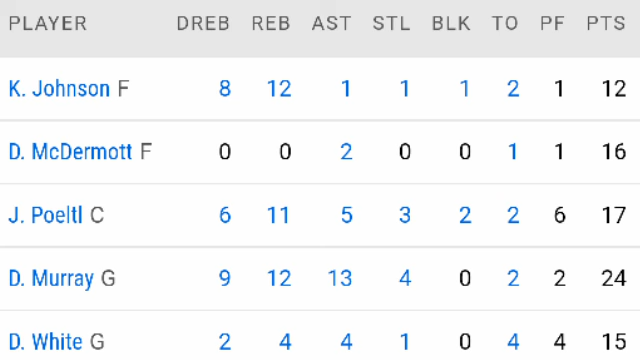 PLAYER DREB REB AST STL BLK TO PF PTS
K. Johnson F 8 12 1 1 1 2 1 12
D. McDermott F 0 0 2 0 0 1 1 16
J. Poeltl C 6 11 5 3 2 2 6 17
D. Murray G 9 12 13 4 0 2 2 24
D. White G 2 4 4 1 0 4 4 15